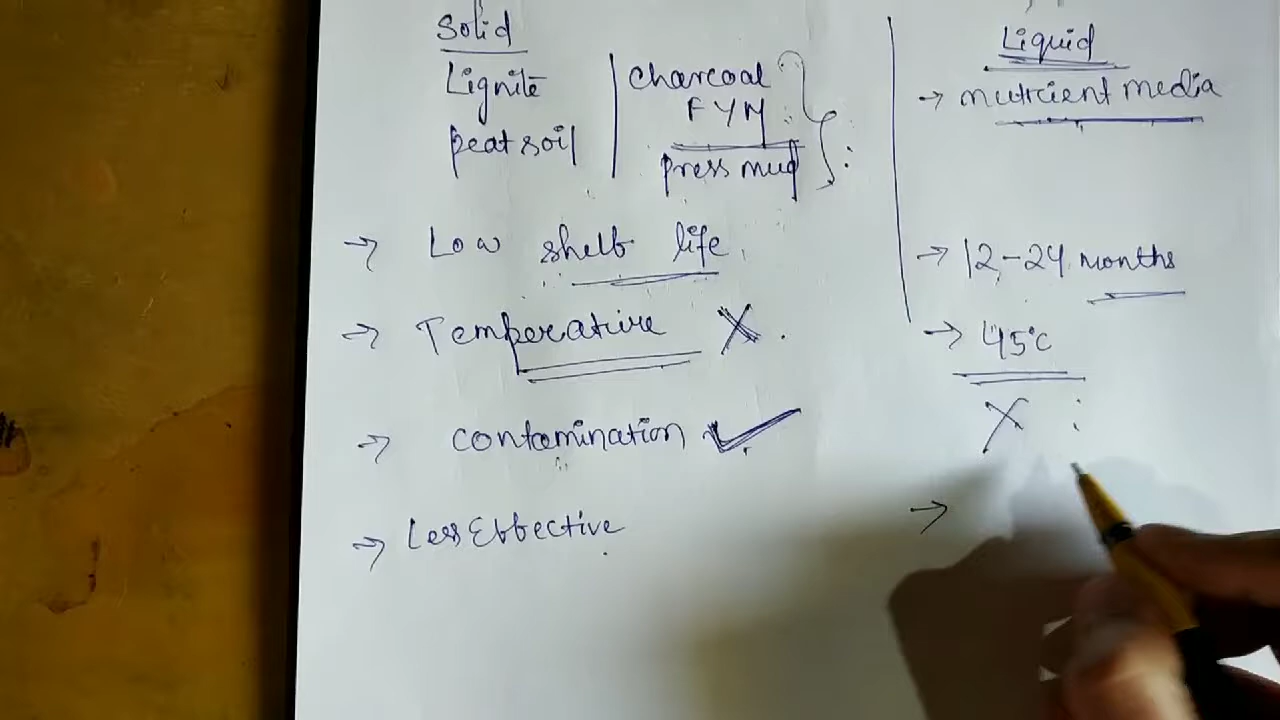 Solid
Lignite
peat soil
charcoal
FYM
press mud
→ Low shelf life
→ Temperature X
→ contamination ✓
→ Less Effective
Liquid
→ nutrient media
→ 12-24 months
→ 45°c
X
→